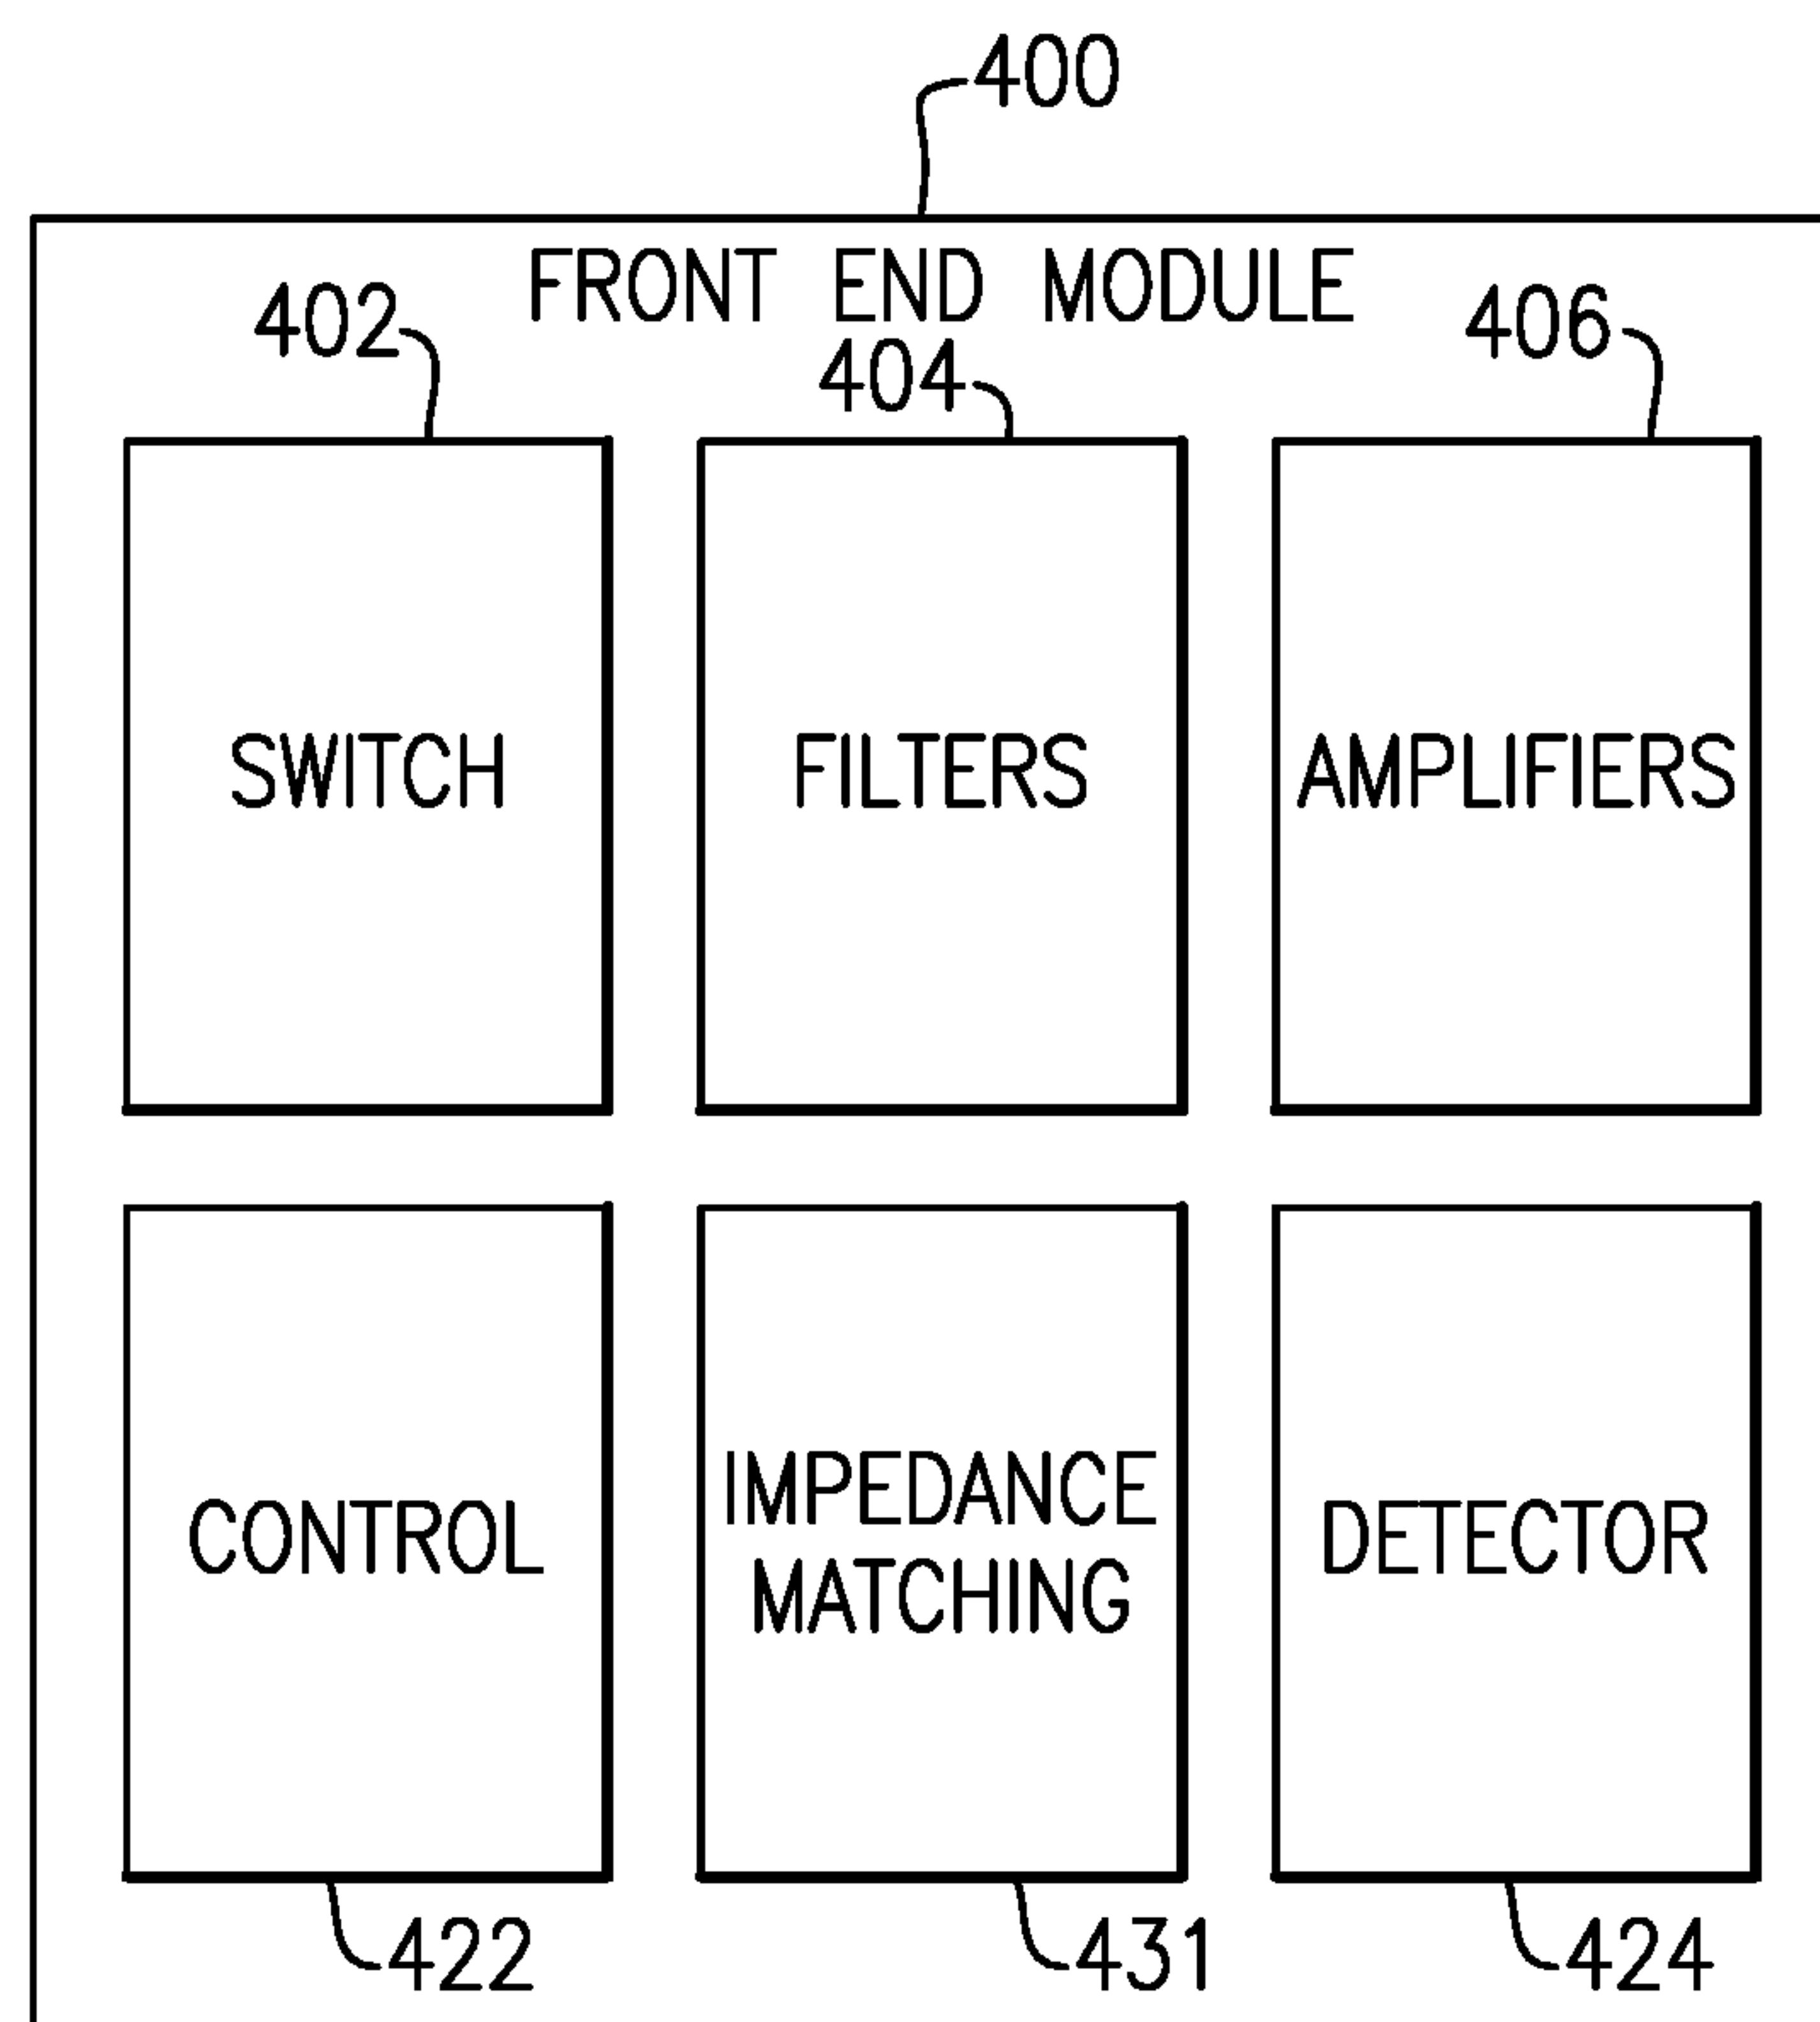 400
FRONT END MODULE
402
404
406
SWITCH
FILTERS
AMPLIFIERS
CONTROL
IMPEDANCE
MATCHING
DETECTOR
422
431
424